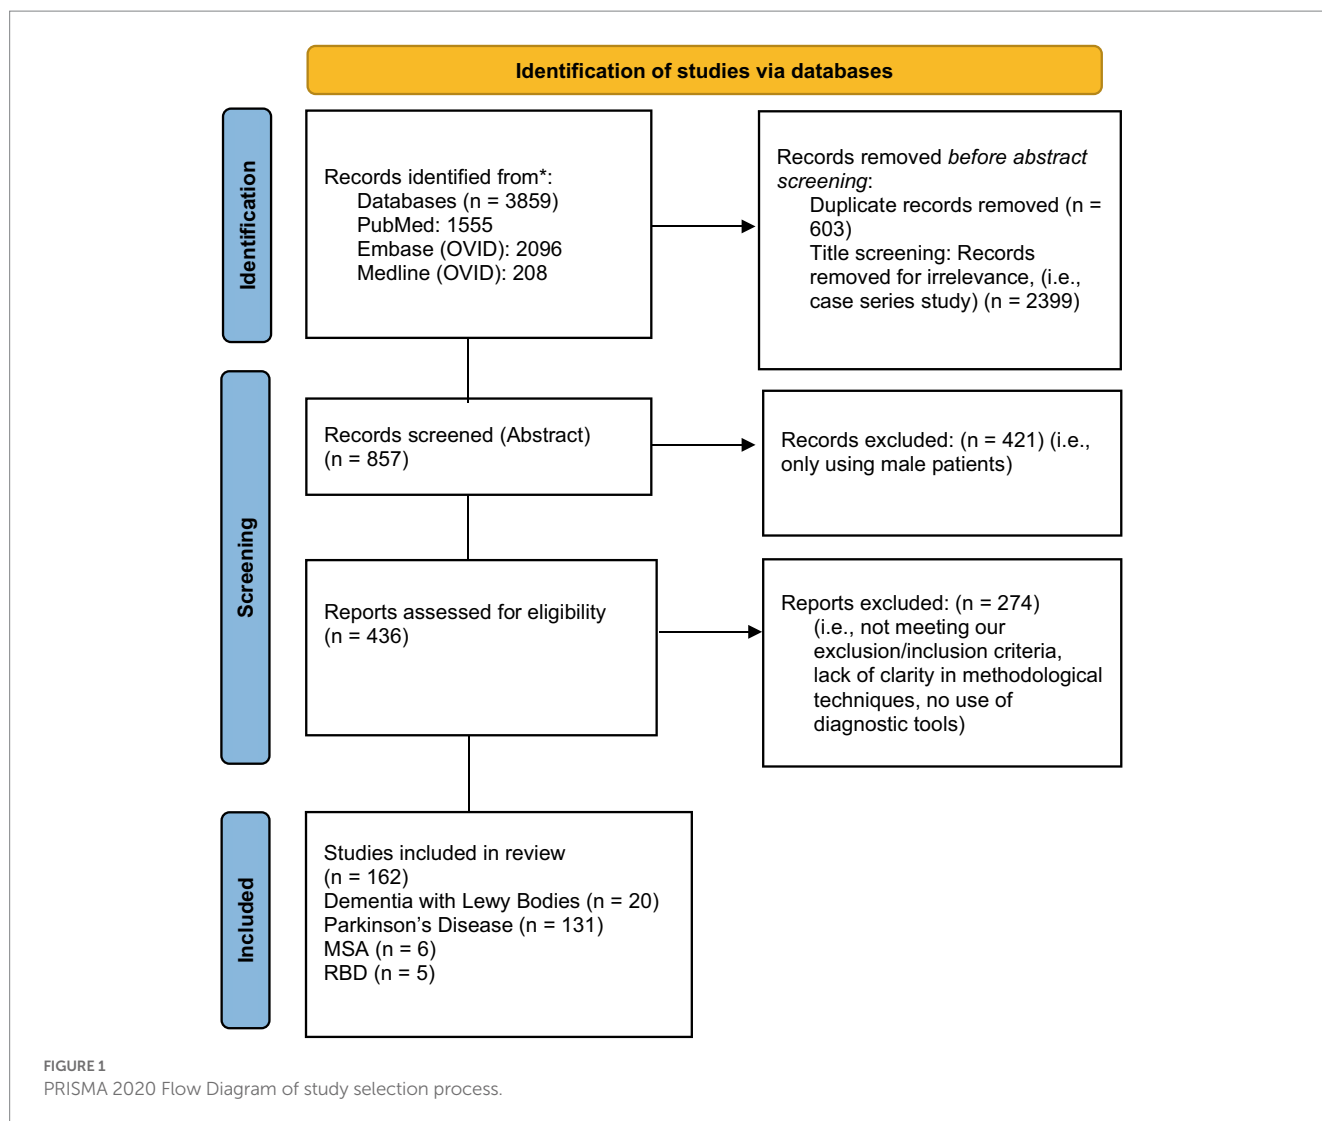 Identification of studies via databases
Identification
Records identified from*:
Databases (n = 3859)
PubMed: 1555
Embase (OVID): 2096
Medline (OVID): 208
Records removed before abstract
screening:
Duplicate records removed (n =
603)
Title screening: Records
removed for irrelevance, (i.e.,
case series study) (n = 2399)
Screening
Records screened (Abstract)
(n = 857)
Records excluded: (n = 421) (i.e.,
only using male patients)
Reports assessed for eligibility
(n = 436)
Reports excluded: (n = 274)
(i.e., not meeting our
exclusion/inclusion criteria,
lack of clarity in methodological
techniques, no use of
diagnostic tools)
Included
Studies included in review
(n = 162)
Dementia with Lewy Bodies (n = 20)
Parkinson’s Disease (n = 131)
MSA (n = 6)
RBD (n = 5)
FIGURE 1
PRISMA 2020 Flow Diagram of study selection process.